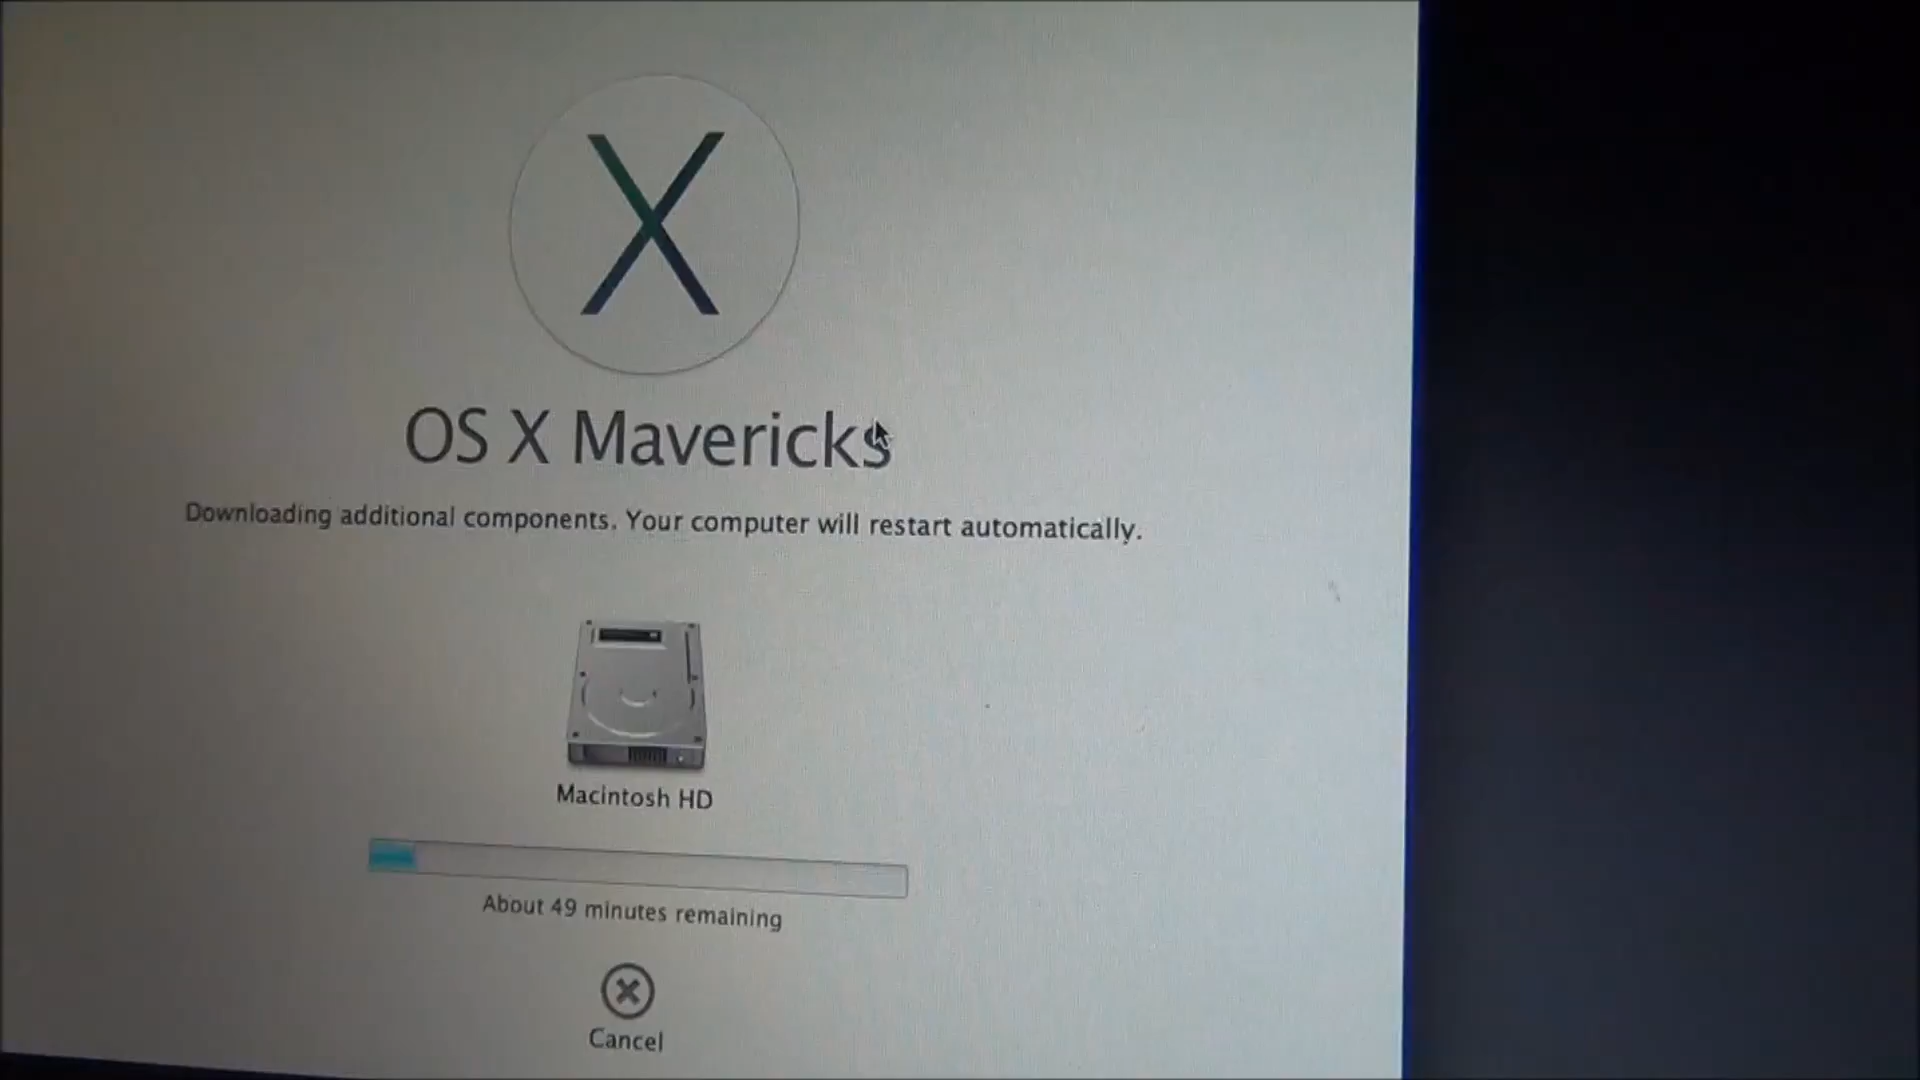 X
OS X Mavericks
Downloading additional components. Your computer will restart automatically.
Macintosh HD
About 49 minutes remaining
Cancel